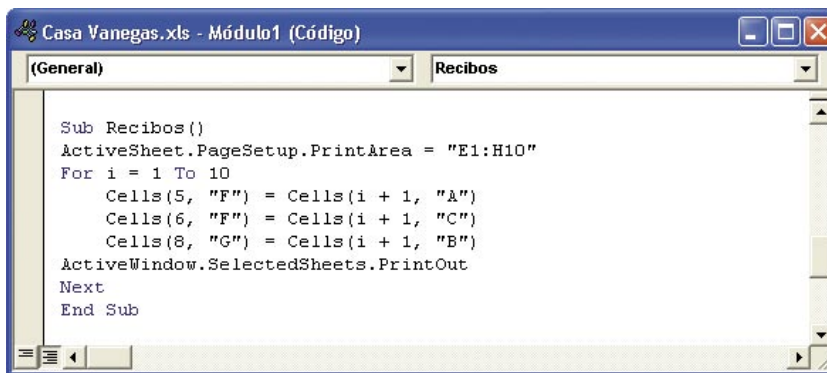 Casa Vanegas.xls - Módulo1 (Código)
(General) Recibos
Sub Recibos()
ActiveSheet.PageSetup.PrintArea = "E1:H10"
For i = 1 To 10
    Cells(5, "F") = Cells(i + 1, "A")
    Cells(6, "F") = Cells(i + 1, "C")
    Cells(8, "G") = Cells(i + 1, "B")
ActiveWindow.SelectedSheets.PrintOut
Next
End Sub